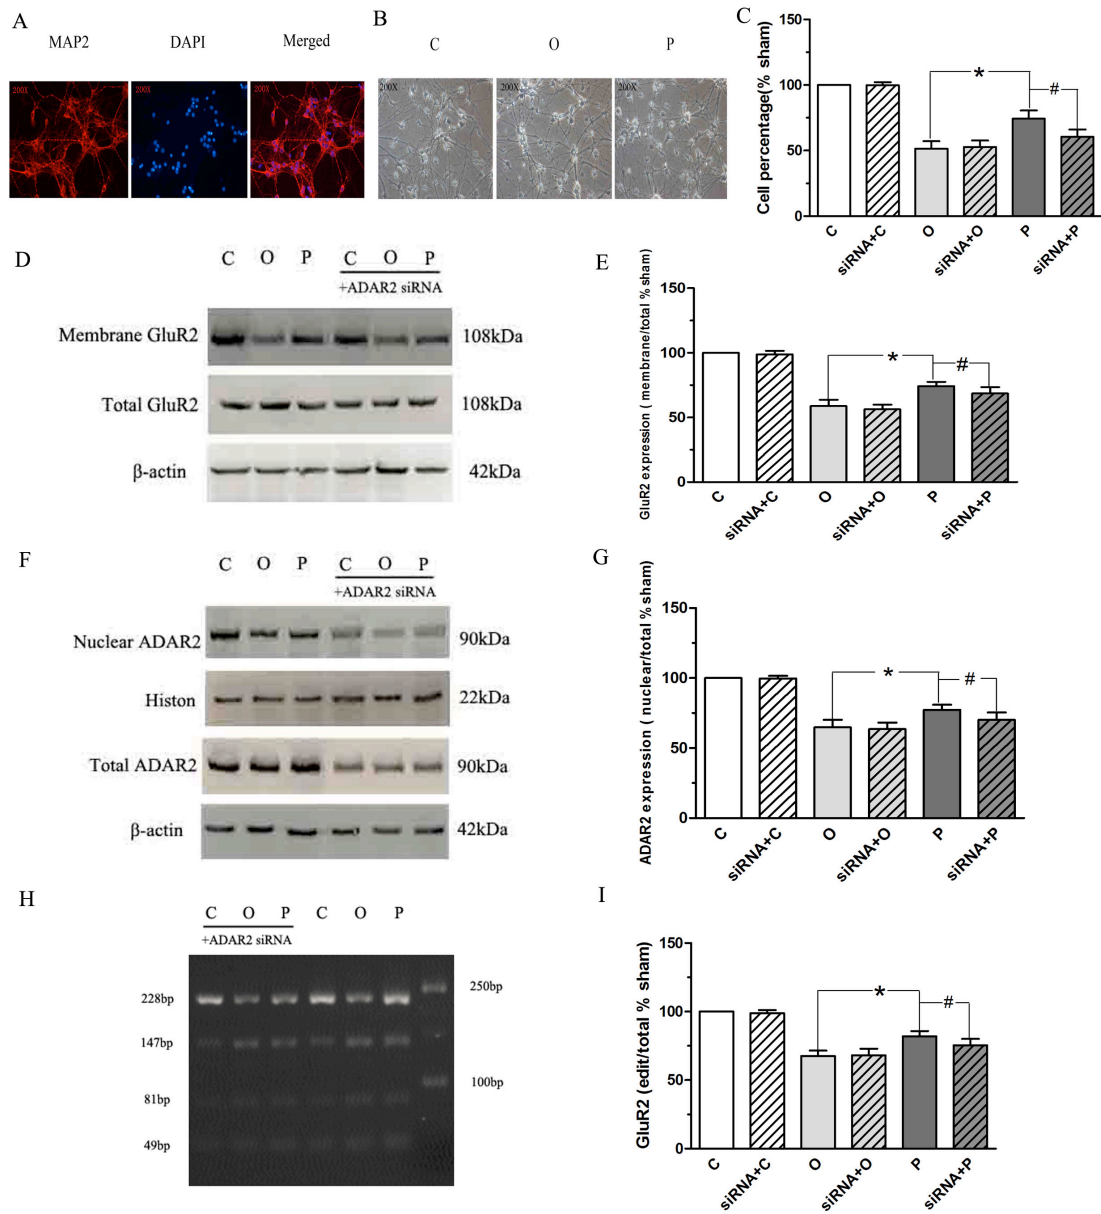 A
MAP2 DAPI Merged
200X 200X
B
C O P
200X 200X 200X
C
Cell percentage(% sham)
150
100
50
0
* #
C siRNA+C O siRNA+O P siRNA+P
D
C O P C O P
+ADAR2 siRNA
Membrane GluR2 108kDa
Total GluR2 108kDa
β-actin 42kDa
E
GluR2 expression ( membrane/total % sham)
150
100
50
0
* #
C siRNA+C O siRNA+O P siRNA+P
F
C O P C O P
+ADAR2 siRNA
Nuclear ADAR2 90kDa
Histon 22kDa
Total ADAR2 90kDa
β-actin 42kDa
G
ADAR2 expression ( nuclear/total % sham)
150
100
50
0
* #
C siRNA+C O siRNA+O P siRNA+P
H
C O P C O P
+ADAR2 siRNA
228bp 250bp
147bp
100bp
81bp
49bp
I
GluR2 (edit/total % sham)
150
100
50
0
* #
C siRNA+C O siRNA+O P siRNA+P